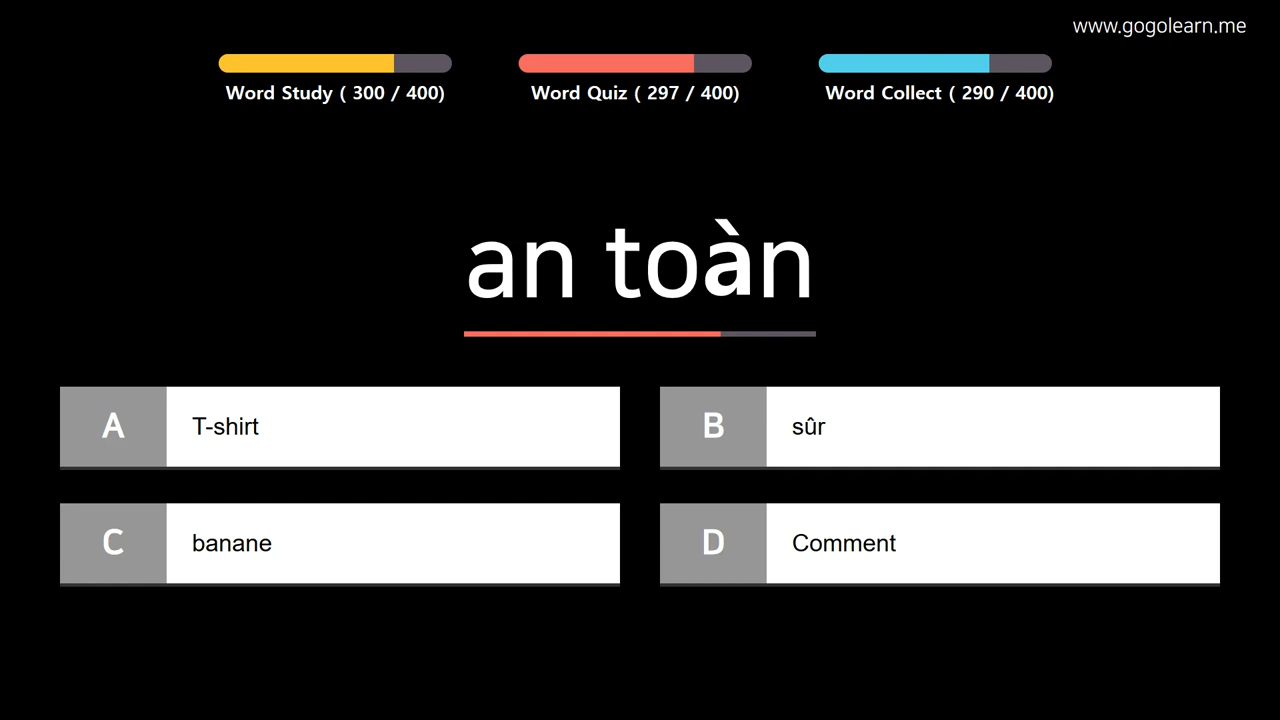 www.gogolearn.me
Word Study ( 300 / 400)
Word Quiz ( 297 / 400)
Word Collect ( 290 / 400)
an toàn
A T-shirt
B sûr
C banane
D Comment